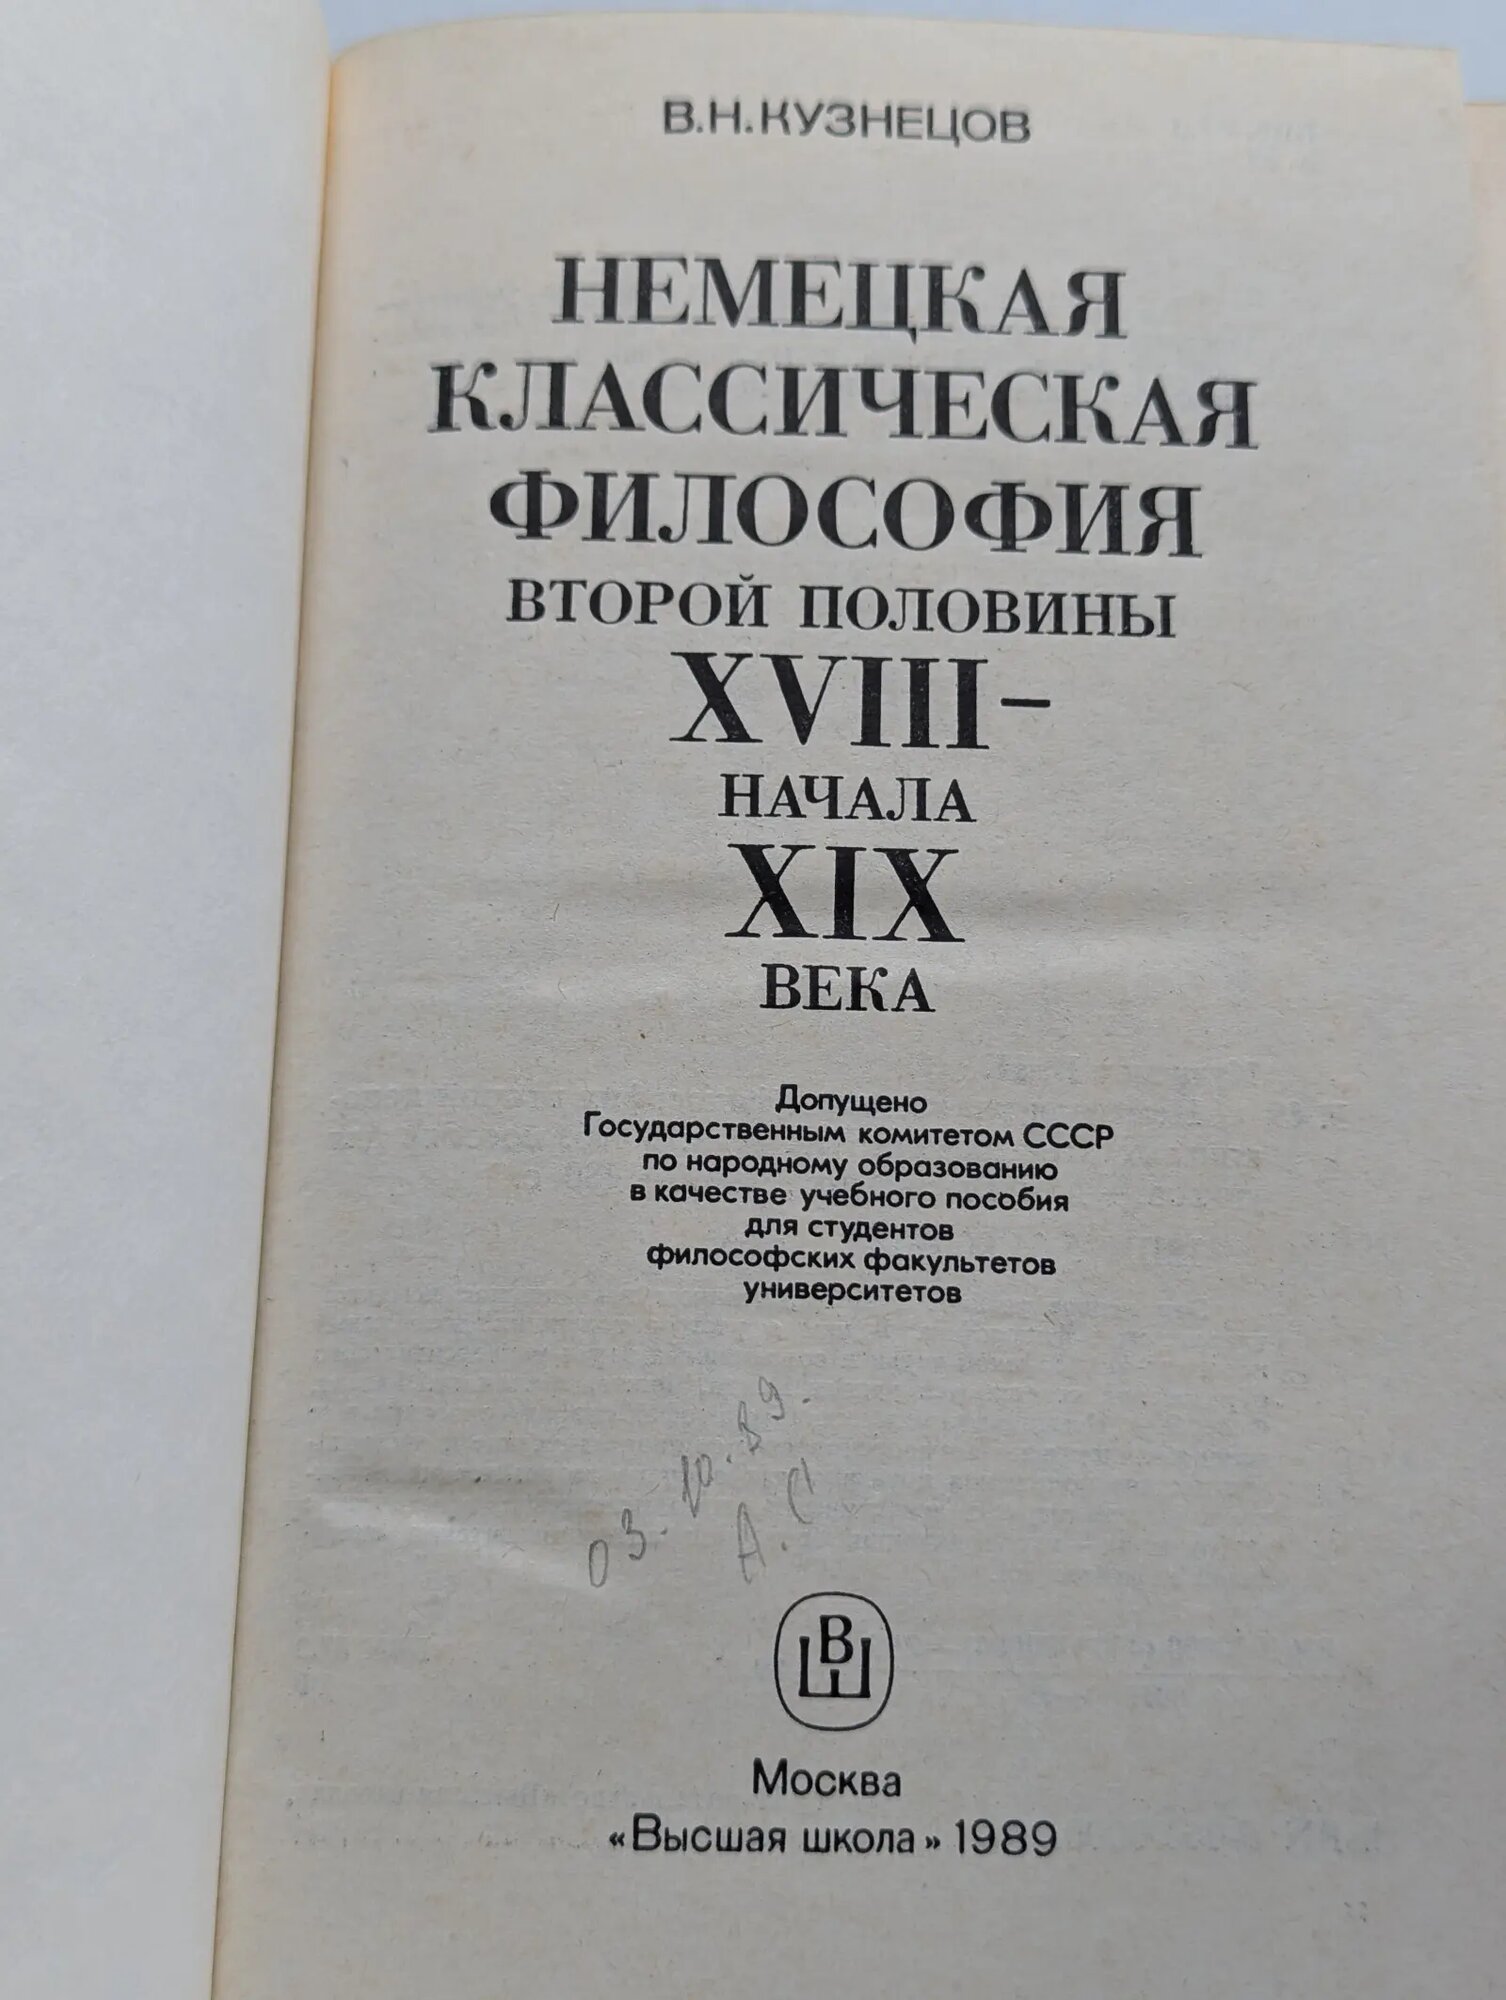 В.Н.КУЗНЕЦОВ
НЕМЕЦКАЯ
КЛАССИЧЕСКАЯ
ФИЛОСОФИЯ
ВТОРОЙ ПОЛОВИНЫ
XVIII–
НАЧАЛА
XIX
ВЕКА
Допущено
Государственным комитетом СССР
по народному образованию
в качестве учебного пособия
для студентов
философских факультетов
университетов
03.10.89.
ВШ
Москва
«Высшая школа» 1989